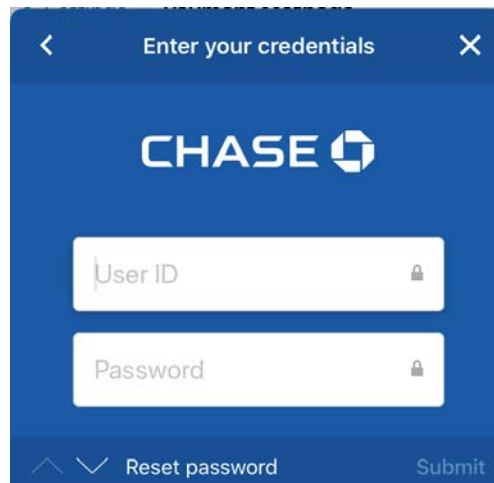 Enter your credentials
CHASE
User ID
Password
Reset password Submit